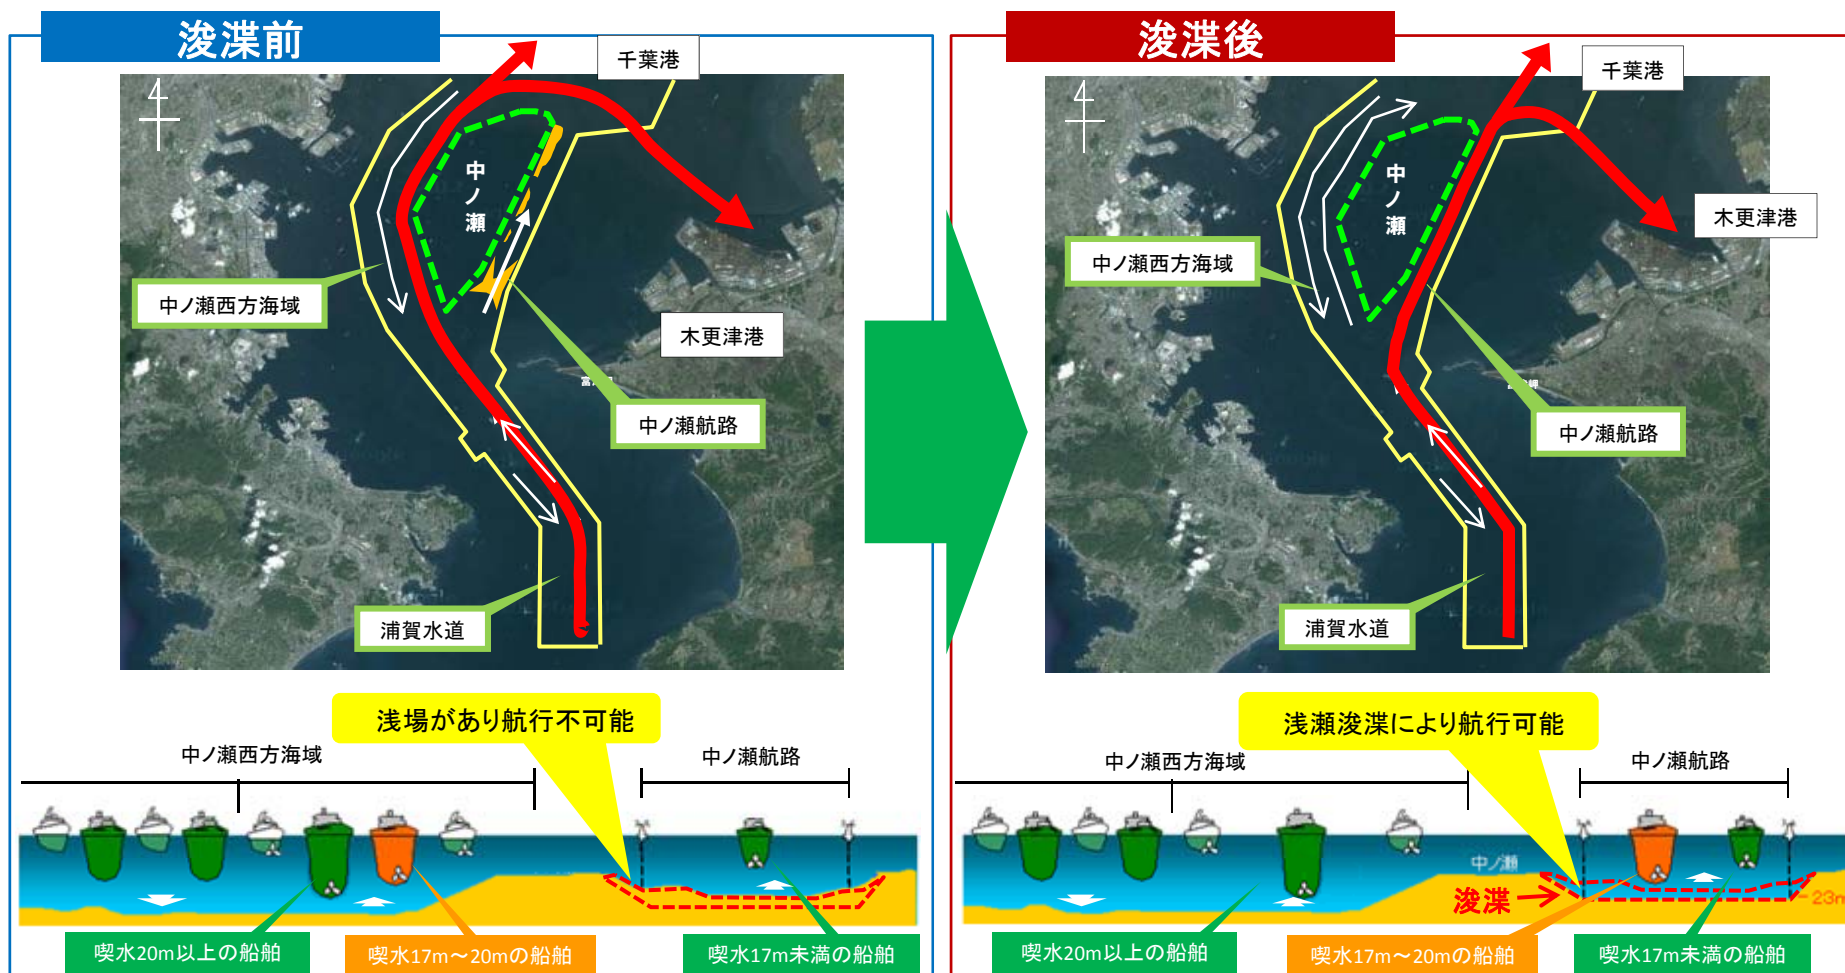 浚渫前
千葉港
中ノ瀬
中ノ瀬西方海域
木更津港
中ノ瀬航路
浦賀水道
浅場があり航行不可能
中ノ瀬西方海域
中ノ瀬航路
喫水20m以上の船舶
喫水17m～20mの船舶
喫水17m未満の船舶
浚渫後
千葉港
木更津港
中ノ瀬
中ノ瀬西方海域
中ノ瀬航路
浦賀水道
浅瀬浚渫により航行可能
中ノ瀬西方海域
中ノ瀬航路
中ノ瀬
浚渫
-23m
喫水20m以上の船舶
喫水17m～20mの船舶
喫水17m未満の船舶